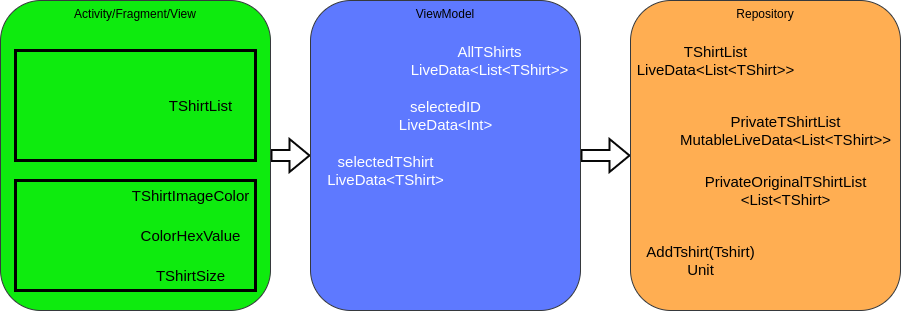 Activity/Fragment/View
TShirtList
TShirtImageColor
ColorHexValue
TShirtSize
ViewModel
AllTShirts
LiveData<List<TShirt>>
selectedID
LiveData<Int>
selectedTShirt
LiveData<TShirt>
Repository
TShirtList
LiveData<List<TShirt>>
PrivateTShirtList
MutableLiveData<List<TShirt>>
PrivateOriginalTShirtList
<List<TShirt>
AddTshirt(Tshirt)
Unit